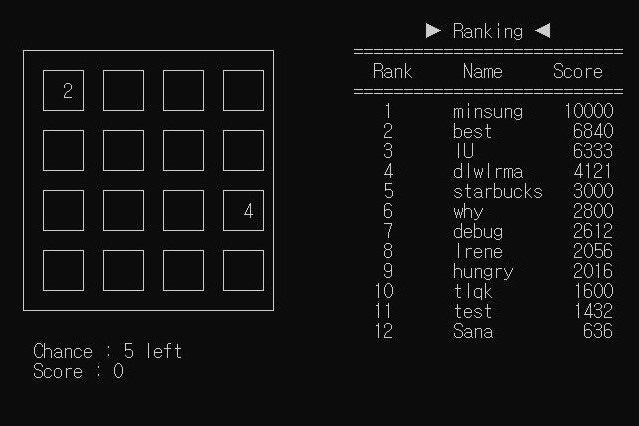 ▶ Ranking ◀
Rank Name Score
2
1 minsung 10000
2 best 6840
3 IU 6333
4 dlwlrma 4121
5 starbucks 3000
4
6 why 2800
7 debug 2612
8 Irene 2056
9 hungry 2016
10 tlqk 1600
11 test 1432
12 Sana 636
Chance : 5 left
Score : 0